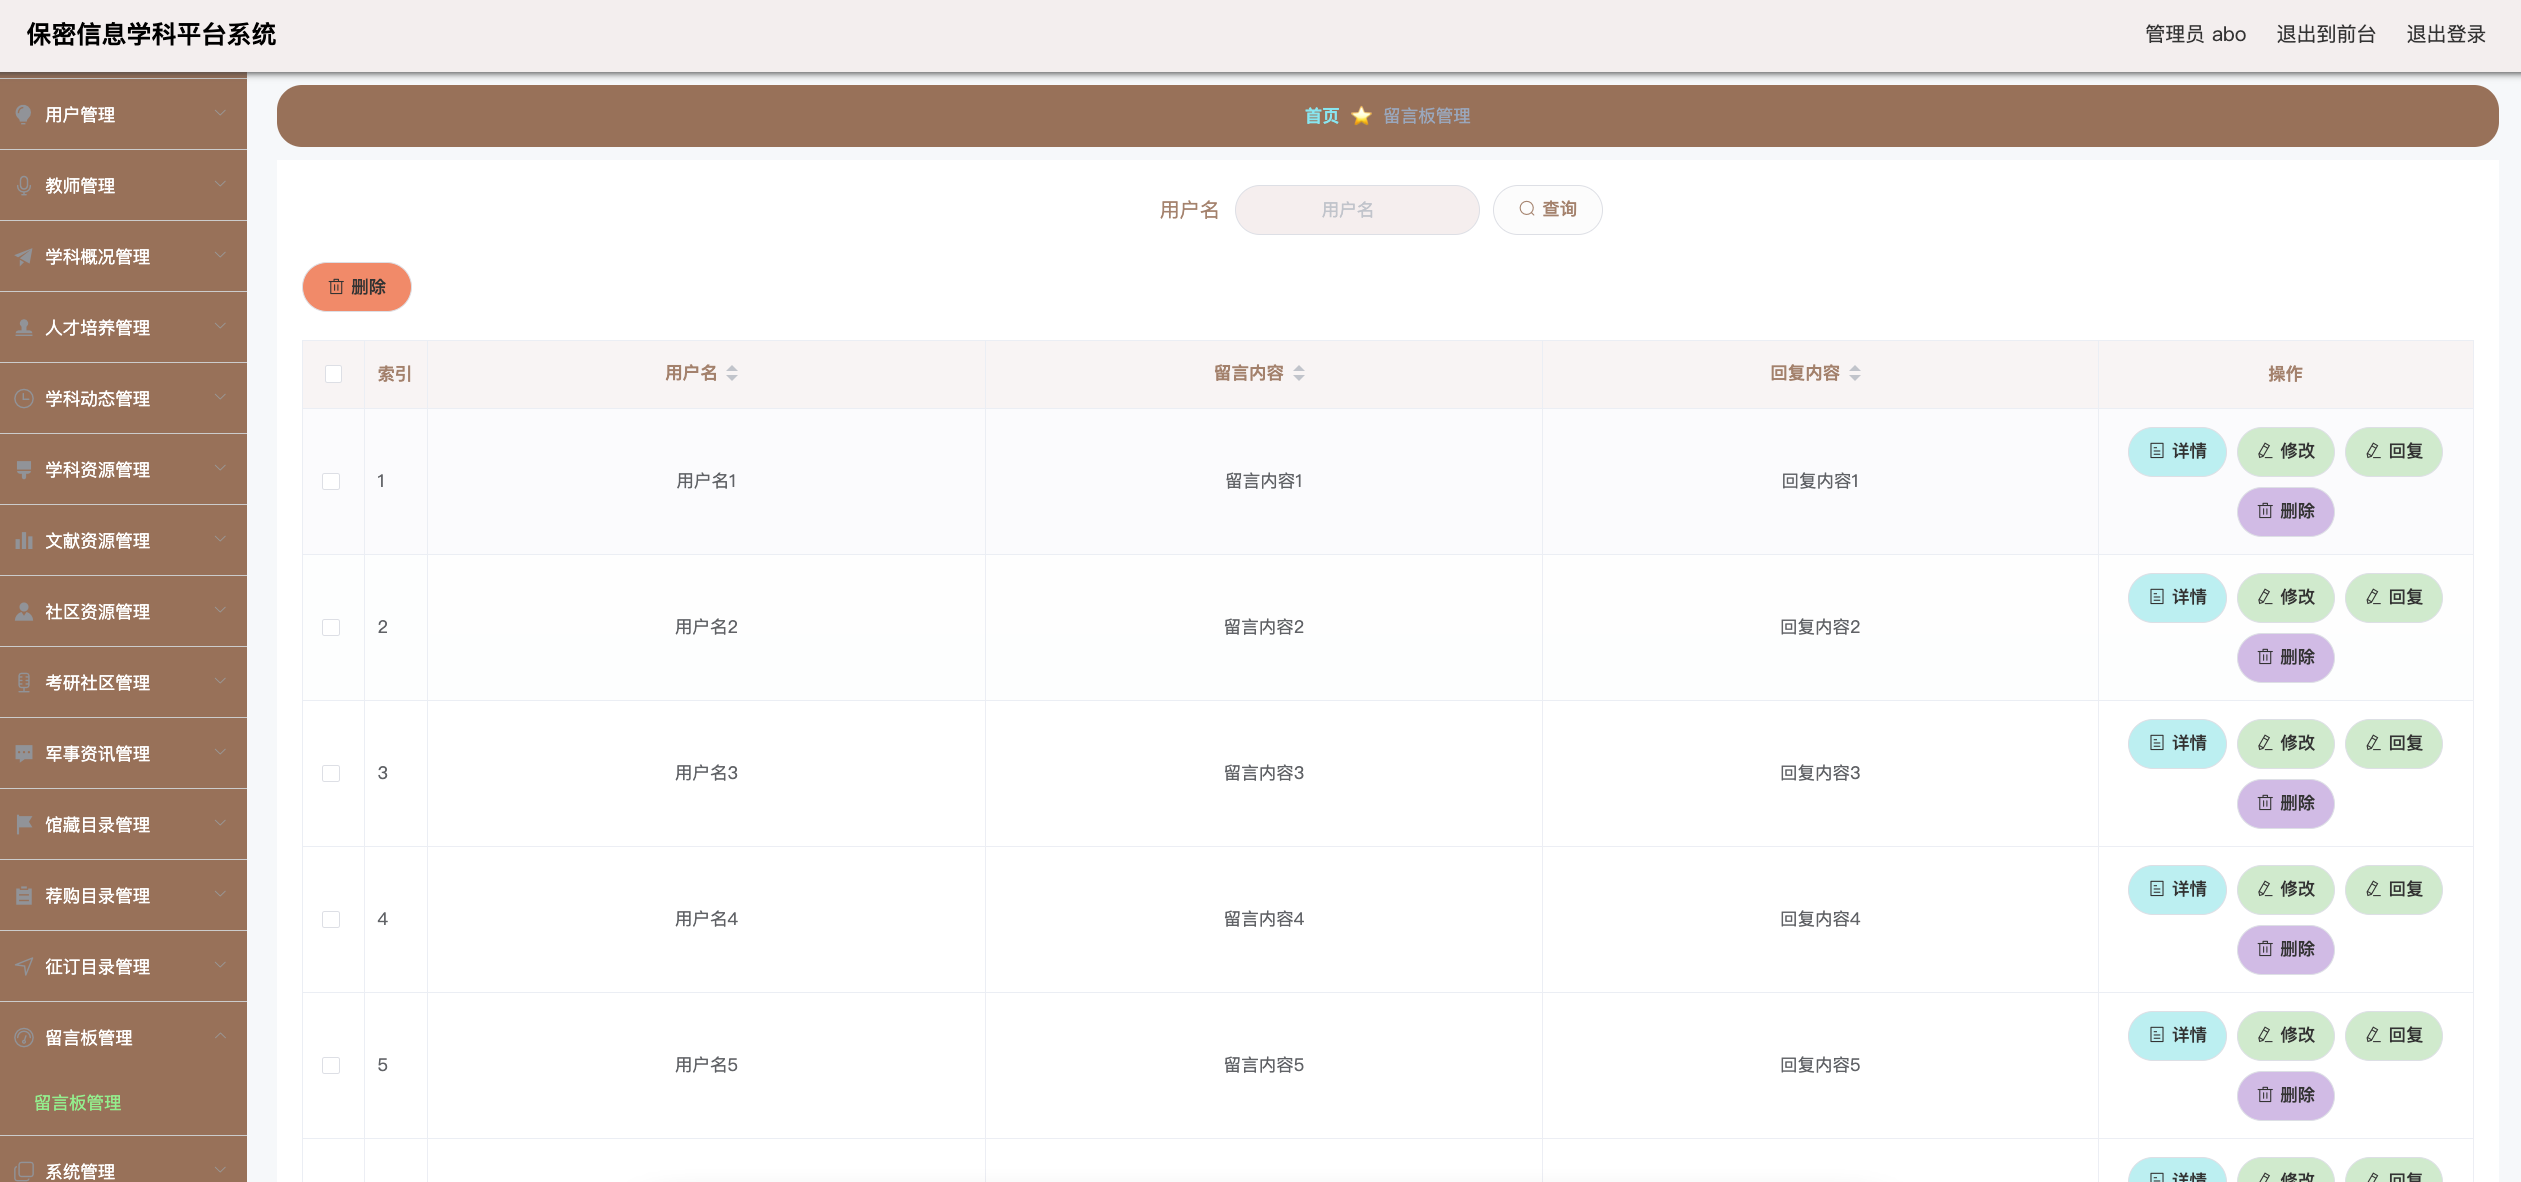 保密信息学科平台系统
管理员 abo 退出到前台 退出登录
用户管理
教师管理
学科概况管理
人才培养管理
学科动态管理
学科资源管理
文献资源管理
社区资源管理
考研社区管理
军事资讯管理
馆藏目录管理
荐购目录管理
征订目录管理
留言板管理
留言板管理
系统管理
首页 留言板管理
用户名 用户名 查询
删除
索引 用户名 留言内容 回复内容 操作
1 用户名1 留言内容1 回复内容1 详情 修改 回复
删除
2 用户名2 留言内容2 回复内容2 详情 修改 回复
删除
3 用户名3 留言内容3 回复内容3 详情 修改 回复
删除
4 用户名4 留言内容4 回复内容4 详情 修改 回复
删除
5 用户名5 留言内容5 回复内容5 详情 修改 回复
删除
详情 修改 回复